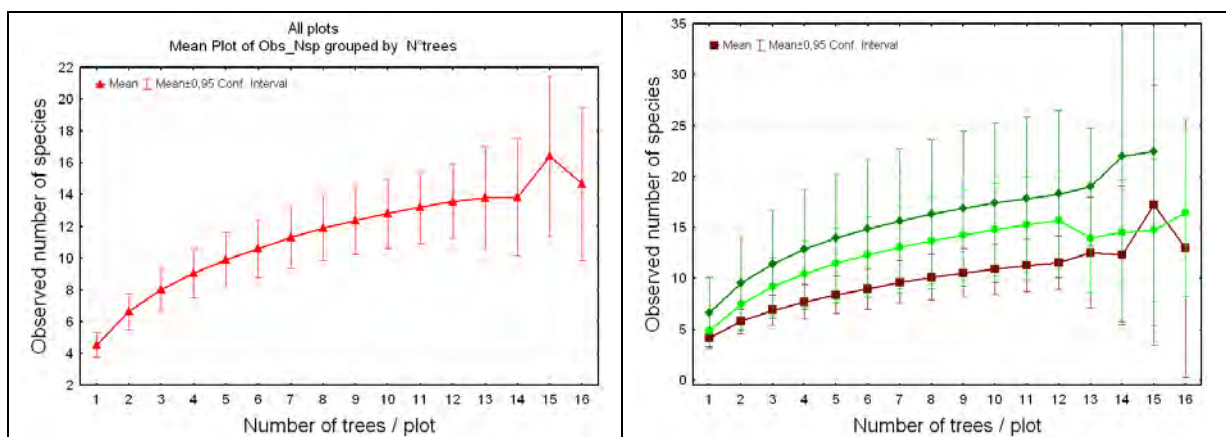 All plots
Mean Plot of Obs_Nsp grouped by N°trees
Mean Mean±0,95 Conf. Interval
Observed number of species
22
20
18
16
14
12
10
8
6
4
2
1 2 3 4 5 6 7 8 9 10 11 12 13 14 15 16
Number of trees / plot
Mean Mean±0,95 Conf. Interval
Observed number of species
35
30
25
20
15
10
5
0
1 2 3 4 5 6 7 8 9 10 11 12 13 14 15 16
Number of trees / plot